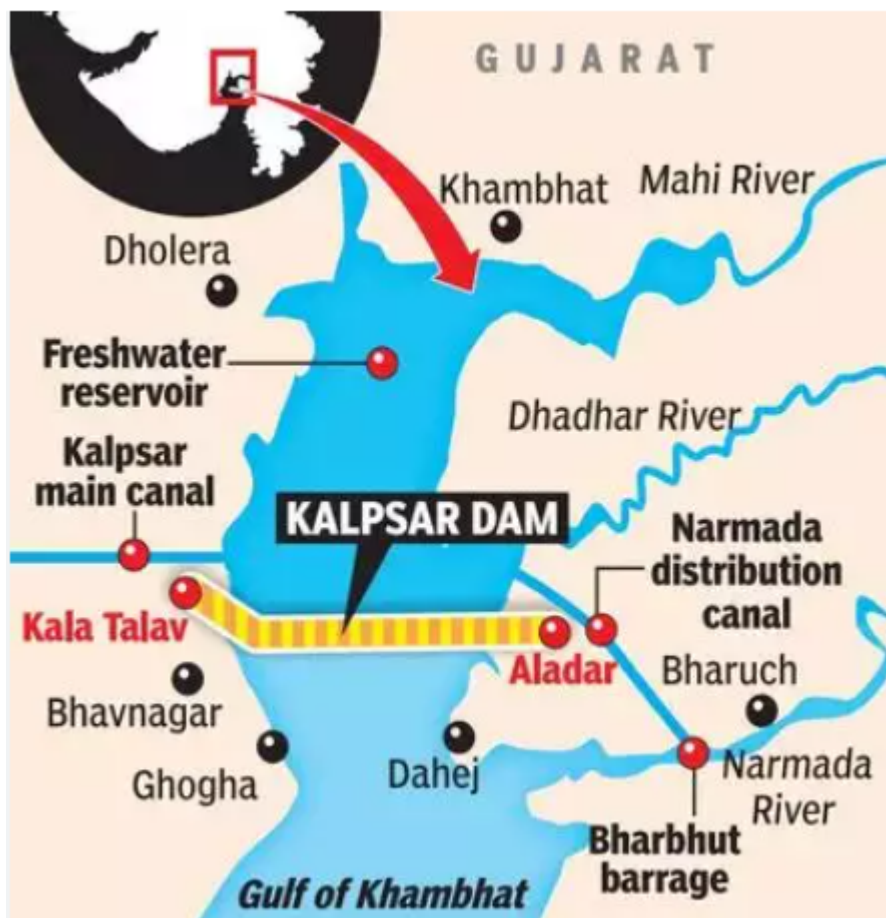 GUJARAT
Khambhat
Mahi River
Dholera
Freshwater
reservoir
Dhadhar River
Kalpsar
main canal
KALPSAR DAM
Narmada
distribution
canal
Kala Talav
Aladar
Bharuch
Bhavnagar
Ghogha
Dahej
Narmada
River
Bharbhut
barrage
Gulf of Khambhat